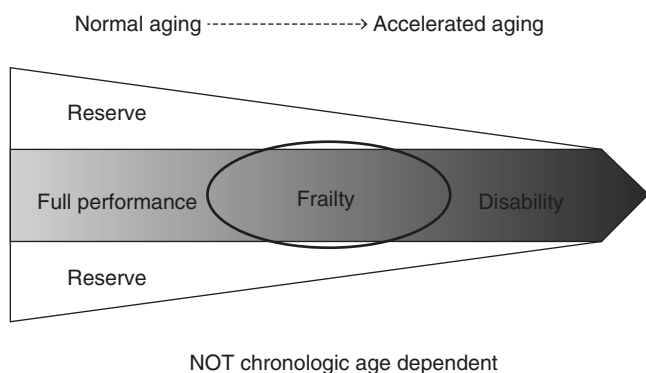 Normal aging Accelerated aging
Reserve
Full performance Frailty Disability
Reserve
NOT chronologic age dependent